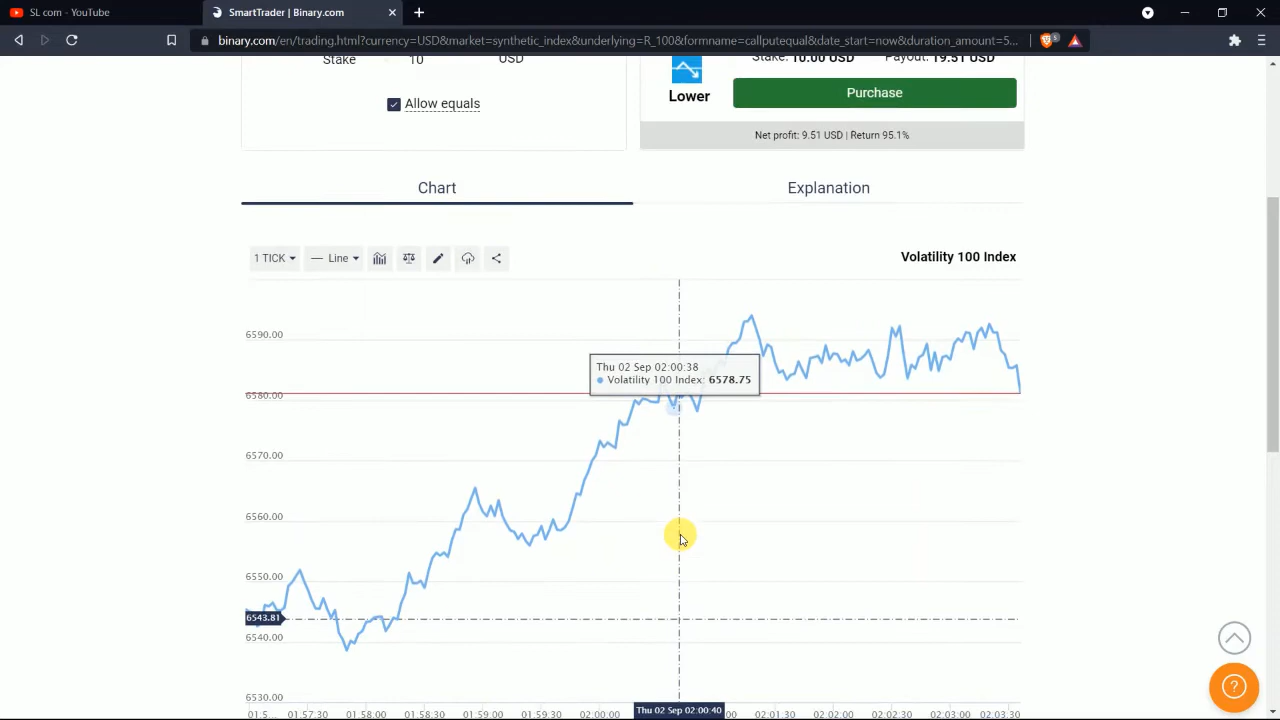 SL com - YouTube
SmartTrader | Binary.com
binary.com/en/trading.html?currency=USD&market=synthetic_index&underlying=R_100&formname=callputequal&date_start=now&duration_amount=5...
5
Stake 10 USD
Allow equals
Stake: 10.00 USD Payout: 19.51 USD
Lower
Purchase
Net profit: 9.51 USD | Return 95.1%
Chart
Explanation
1 TICK
Line
Volatility 100 Index
6590.00
Thu 02 Sep 02:00:38
Volatility 100 Index: 6578.75
6580.00
6570.00
6560.00
6550.00
6543.81
6540.00
6530.00
01:5... 01:57:30 01:58:00 01:58:30 01:59:00 01:59:30 02:00:00 Thu 02 Sep 02:00:40 00 02:01:30 02:02:00 02:02:30 02:03:00 02:03:30